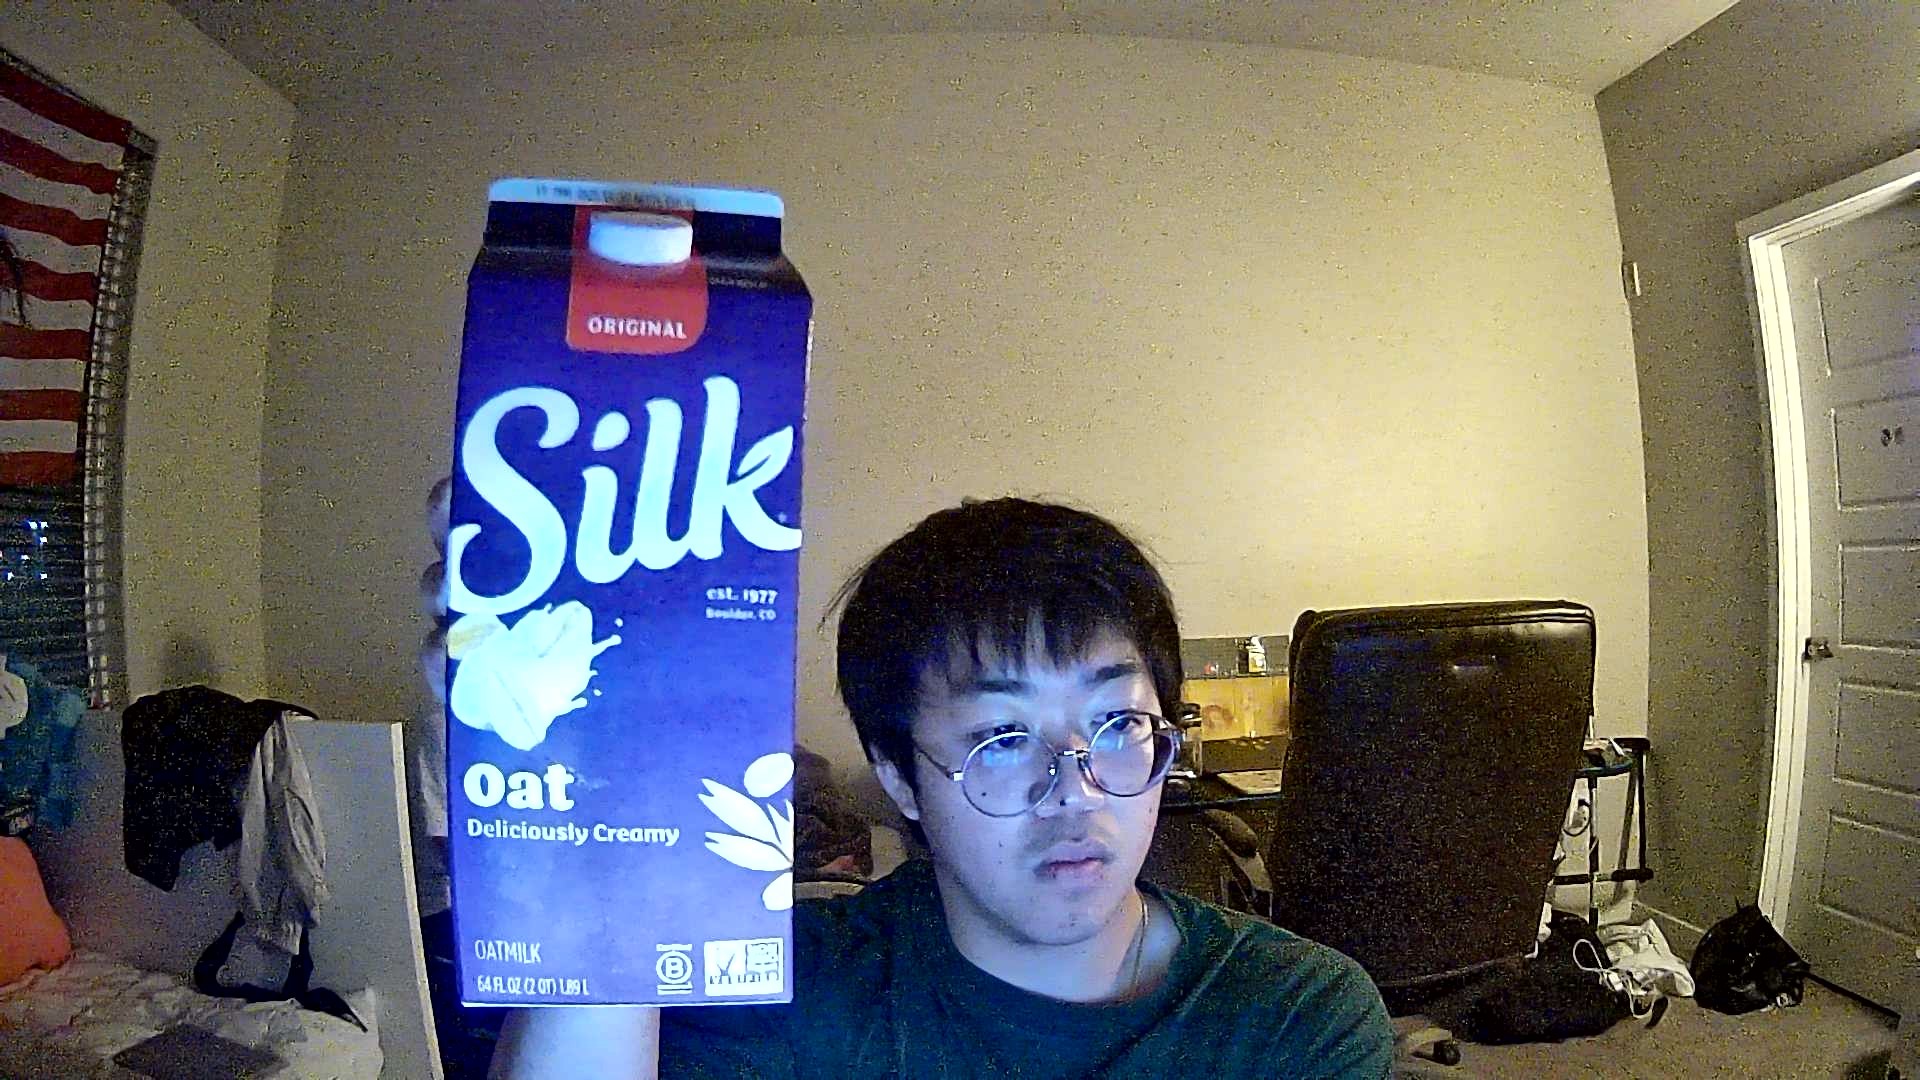 ORIGINAL
Silk
est. 1977
Boulder, CO
Oat
Deliciously Creamy
OATMILK
64 FL OZ (2 QT) 1.89 L
B